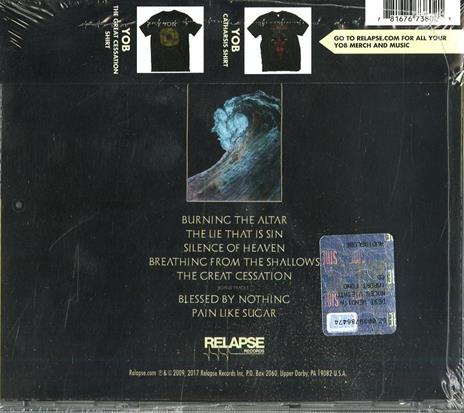 YOB
THE GREAT CESSATION
SHIRT
YOB
CATHARSIS SHIRT
GO TO RELAPSE.COM FOR ALL YOUR
YOB MERCH AND MUSIC
BURNING THE ALTAR
THE LIE THAT IS SIN
SILENCE OF HEAVEN
BREATHING FROM THE SHALLOWS
THE GREAT CESSATION
BONUS TRACKS
BLESSED BY NOTHING
PAIN LIKE SUGAR
RELAPSE
RECORDS
Relapse.com ℗ & © 2009, 2017 Relapse Records Inc. P.O. Box 2060, Upper Darby, PA 19082 U.S.A.